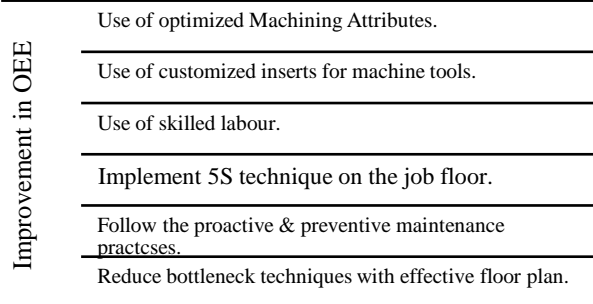 Improvement in OEE
Use of optimized Machining Attributes.
Use of customized inserts for machine tools.
Use of skilled labour.
Implement 5S technique on the job floor.
Follow the proactive & preventive maintenance
practcses.
Reduce bottleneck techniques with effective floor plan.